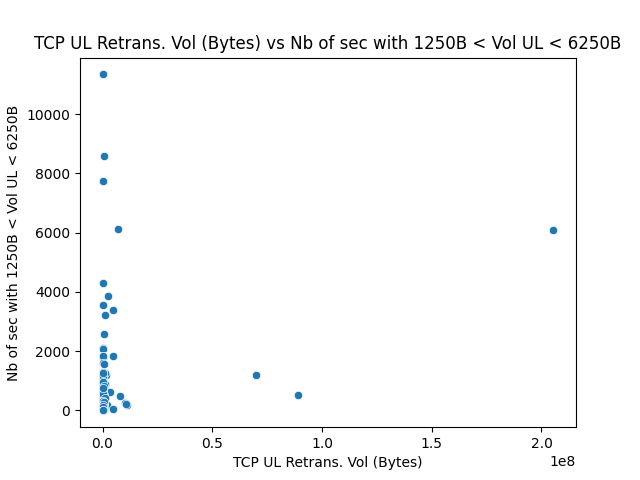 TCP UL Retrans. Vol (Bytes) vs Nb of sec with 1250B < Vol UL < 6250B
Nb of sec with 1250B < Vol UL < 6250B
10000
8000
6000
4000
2000
0
0.0
0.5
1.0
1.5
2.0
1e8
TCP UL Retrans. Vol (Bytes)